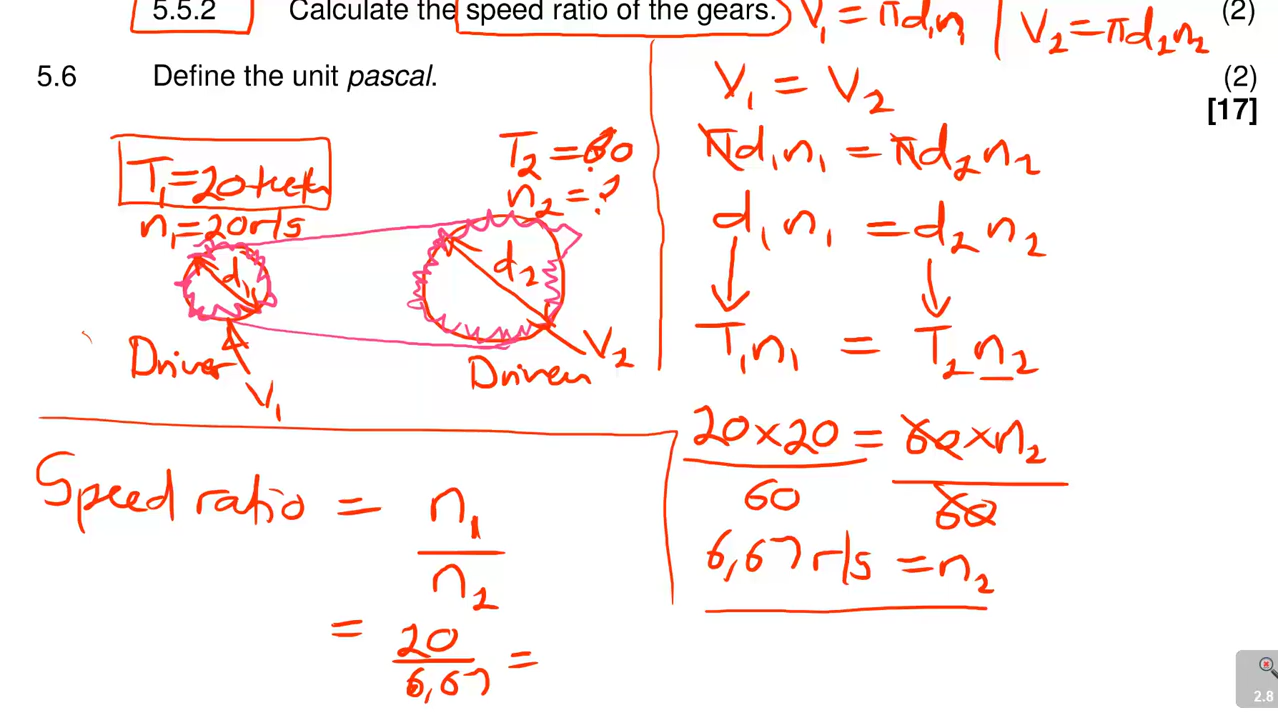 5.5.2 Calculate the speed ratio of the gears. (2)
V₁ = πd₁n₁ | V₂ = πd₂n₂
5.6 Define the unit pascal. (2)
[17]
T₁=20 teeth
n₁=20r/s
d₁
Driver
V₁
T₂ = 60
n₂ = ?
d₂
V₂
Driven
V₁ = V₂
πd₁n₁ = πd₂n₂
d₁n₁ = d₂n₂
T₁n₁ = T₂n₂
20×20 = 60×n₂
60 60
6,67 r/s = n₂
Speed ratio = n₁
n₂
= 20 =
6,67
2.8